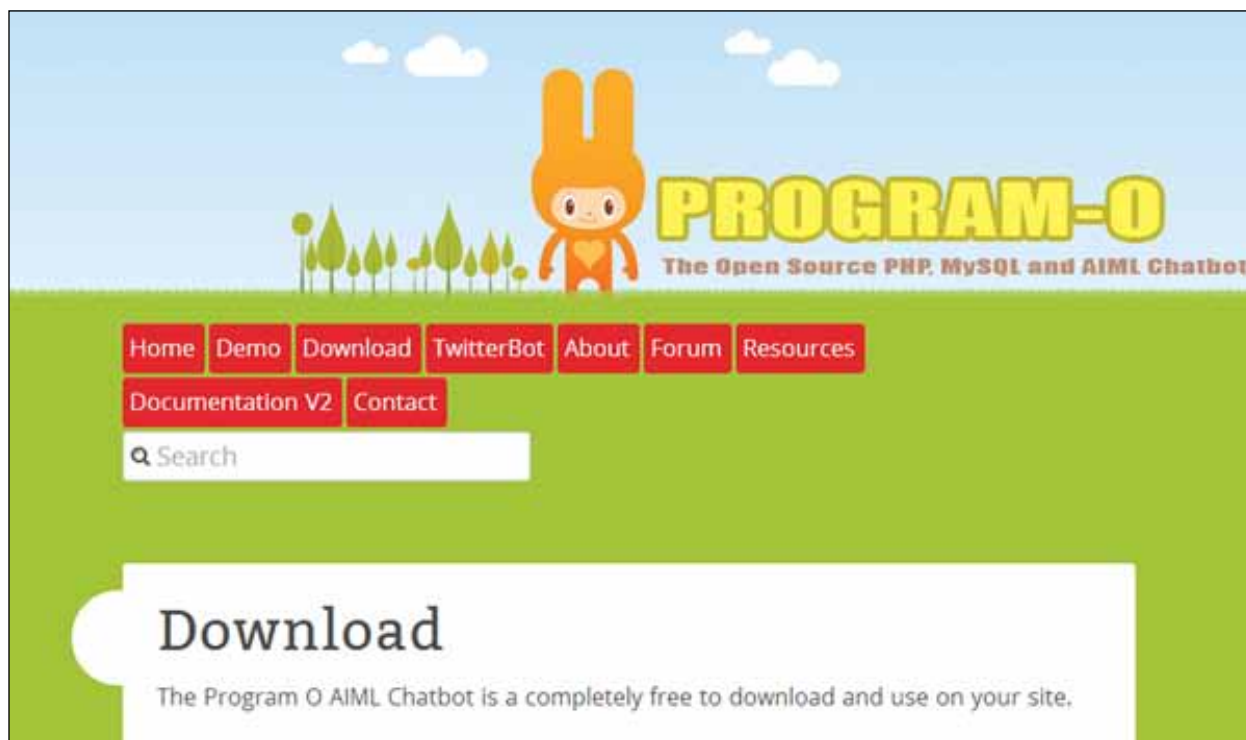 PROGRAM-O
The Open Source PHP, MySQL and AIML Chatbot
Home Demo Download TwitterBot About Forum Resources
Documentation V2 Contact
Search
Download
The Program O AIML Chatbot is a completely free to download and use on your site.